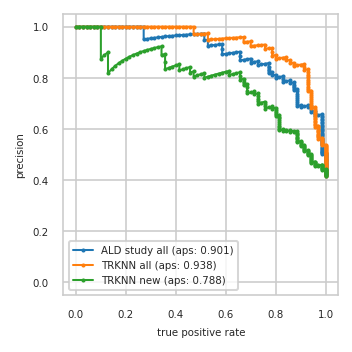 1.0
0.8
0.6
0.4
0.2
0.0
precision
ALD study all (aps: 0.901)
TRKNN all (aps: 0.938)
TRKNN new (aps: 0.788)
0.0 0.2 0.4 0.6 0.8 1.0
true positive rate